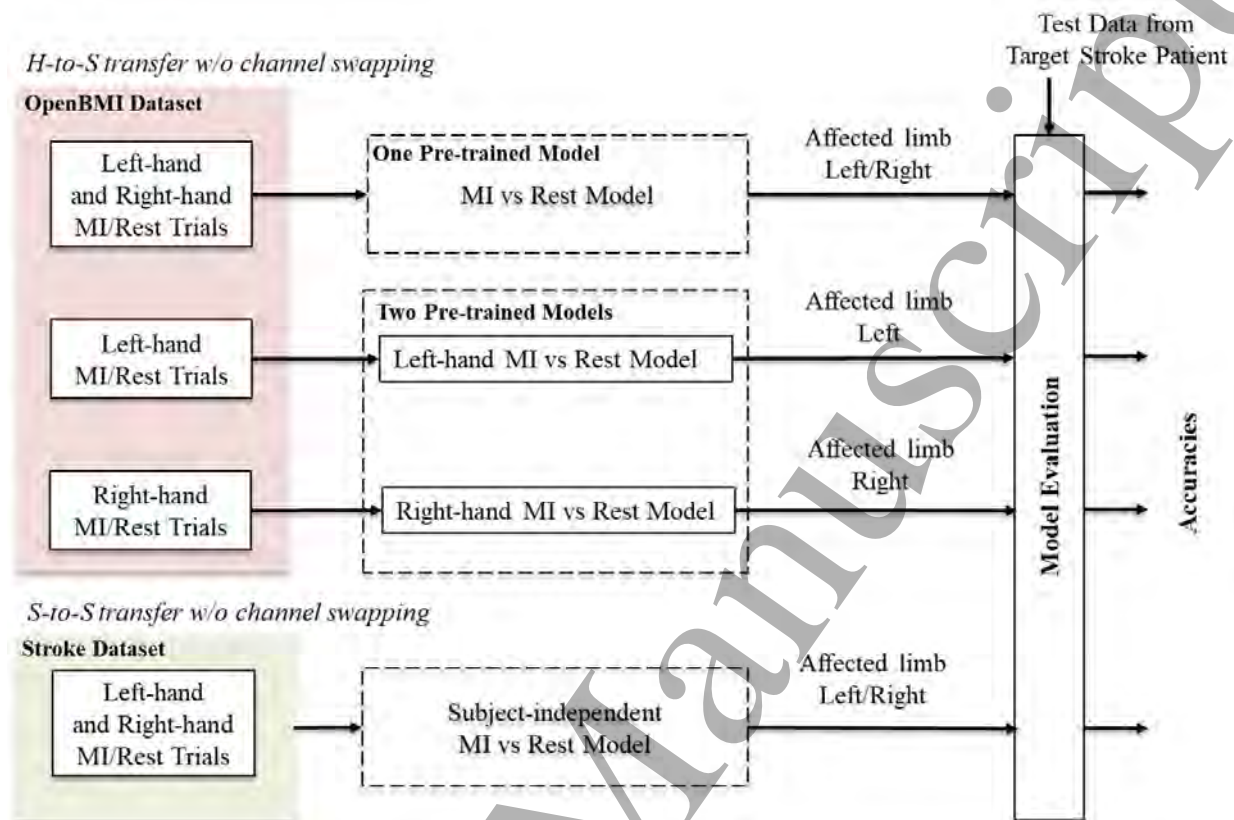 Test Data from
Target Stroke Patient
H-to-S transfer w/o channel swapping
OpenBMI Dataset
Left-hand
and Right-hand
MI/Rest Trials
One Pre-trained Model
MI vs Rest Model
Affected limb
Left/Right
Left-hand
MI/Rest Trials
Two Pre-trained Models
Left-hand MI vs Rest Model
Affected limb
Left
Right-hand
MI/Rest Trials
Right-hand MI vs Rest Model
Affected limb
Right
Model Evaluation
Accuracies
S-to-S transfer w/o channel swapping
Stroke Dataset
Left-hand
and Right-hand
MI/Rest Trials
Subject-independent
MI vs Rest Model
Affected limb
Left/Right
Manuscrip